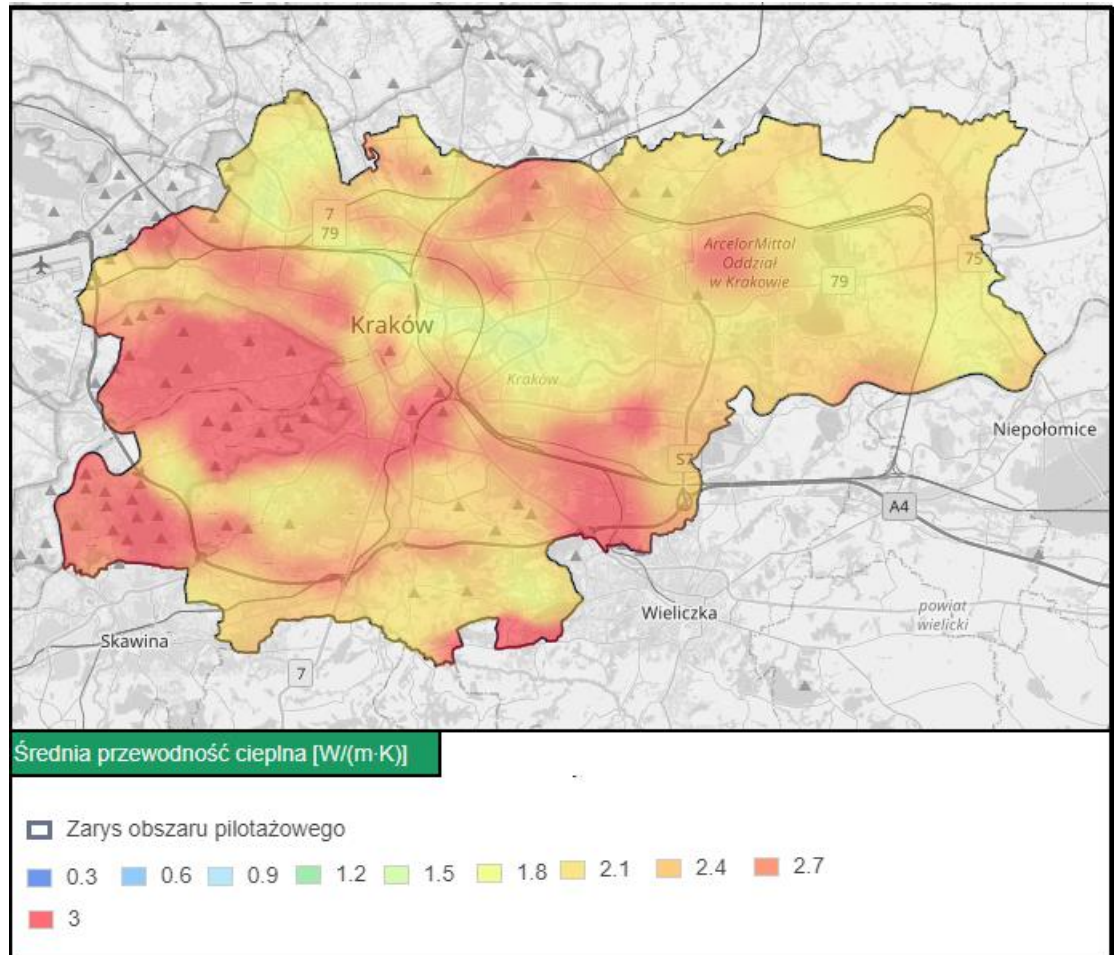 7
79
ArcelorMittal
Oddział
w Krakowie
75
79
Kraków
Kraków
Niepołomice
S7
A4
Wieliczka
powiat
wielicki
Skawina
7
Średnia przewodność cieplna [W/(m·K)]
Zarys obszaru pilotażowego
0.3 0.6 0.9 1.2 1.5 1.8 2.1 2.4 2.7
3